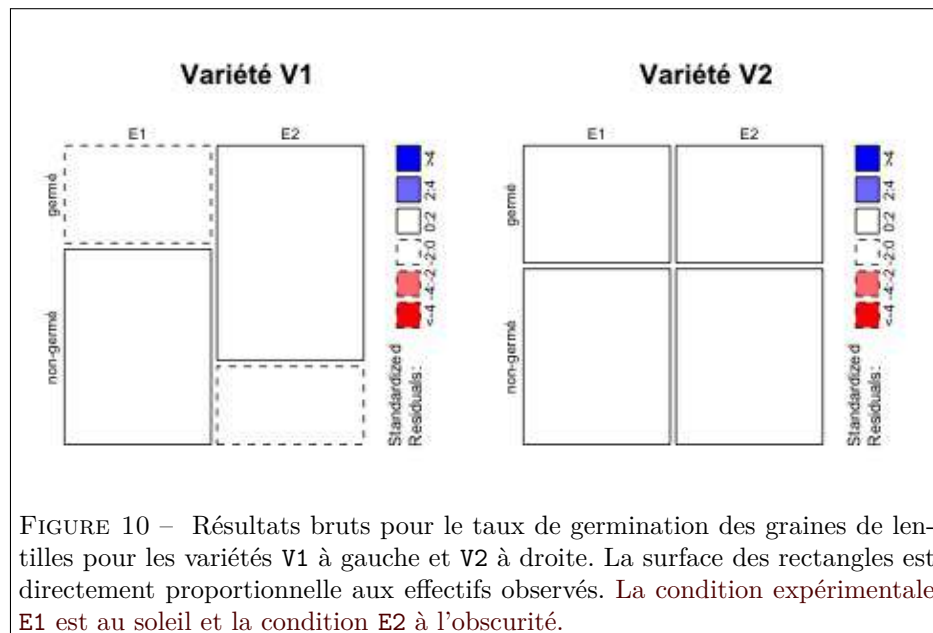 Variété V1
Variété V2
E1
E2
germé
non-germé
Standardized
Residuals:
<-4
-4:-2
-2:0
0:2
2:4
>4
E1
E2
germé
non-germé
Standardized
Residuals:
<-4
-4:-2
-2:0
0:2
2:4
>4
FIGURE 10 – Résultats bruts pour le taux de germination des graines de len-
tilles pour les variétés V1 à gauche et V2 à droite. La surface des rectangles est
directement proportionnelle aux effectifs observés. La condition expérimentale
E1 est au soleil et la condition E2 à l'obscurité.